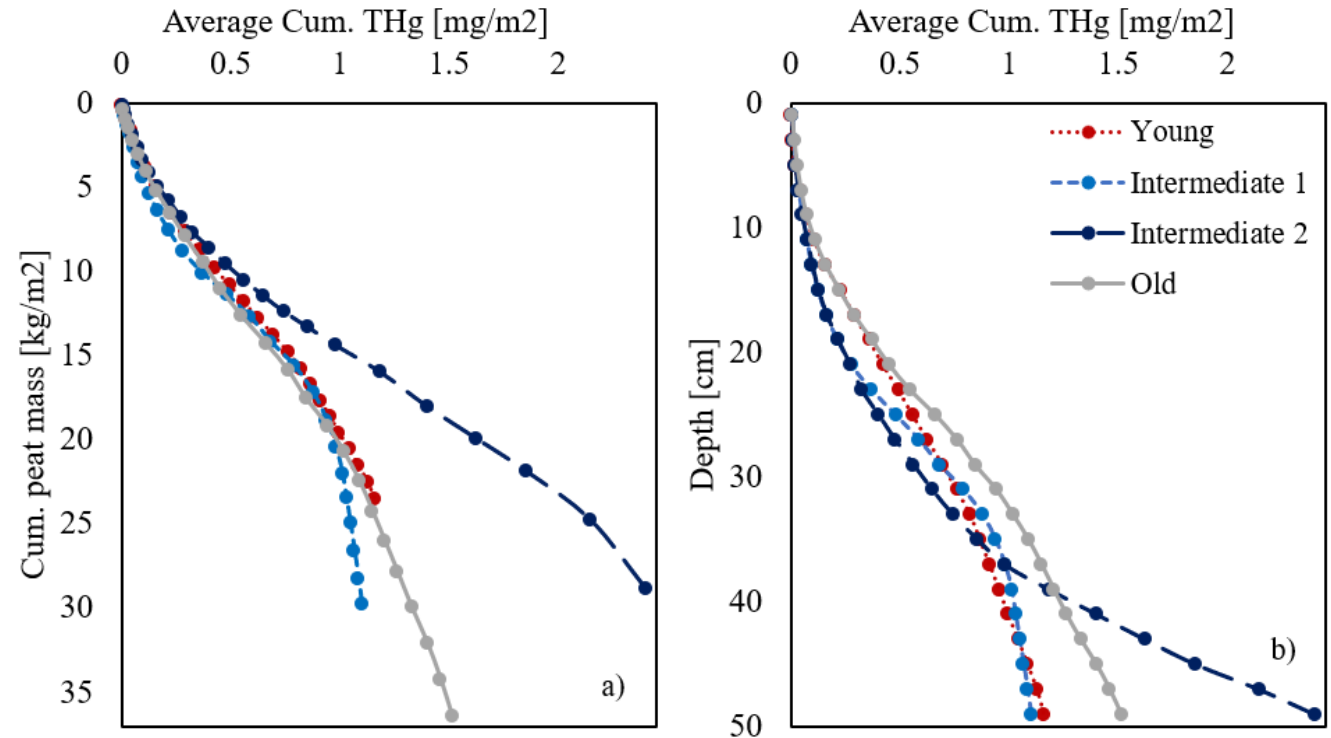 Average Cum. THg [mg/m2]
0 0.5 1 1.5 2
Cum. peat mass [kg/m2]
0
5
10
15
20
25
30
35
a)
Average Cum. THg [mg/m2]
0 0.5 1 1.5 2
Depth [cm]
0
10
20
30
40
50
Young
Intermediate 1
Intermediate 2
Old
b)